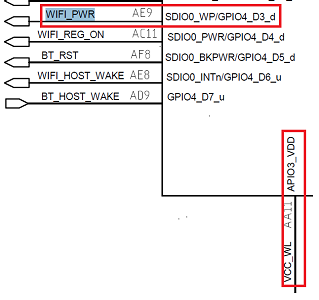 WIFI_PWR AE9 SDIO0_WP/GPIO4_D3_d
WIFI_REG_ON AC11 SDIO0_PWR/GPIO4_D4_d
BT_RST AF8 SDIO0_BKPWR/GPIO4_D5_d
WIFI_HOST_WAKE AE8 SDIO0_INTn/GPIO4_D6_u
BT_HOST_WAKE AD9 GPIO4_D7_u
APIO3_VDD
AA11
VCC_WL